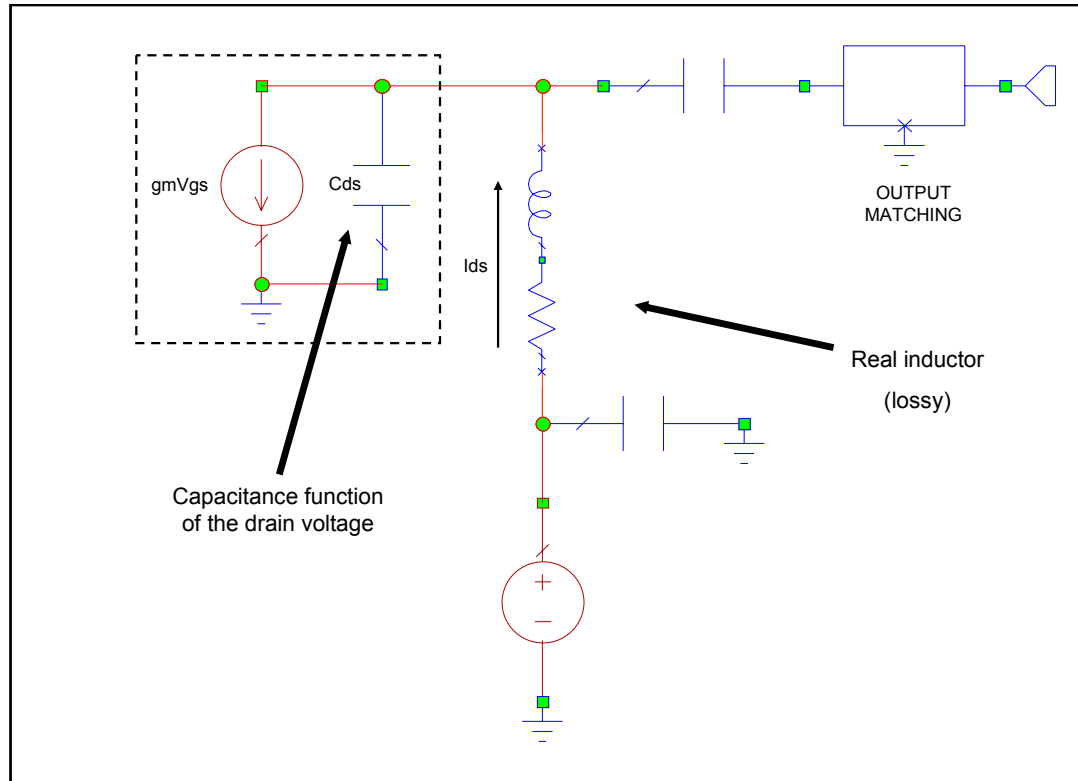 gmVgs
Cds
OUTPUT
MATCHING
Ids
Real inductor
(lossy)
Capacitance function
of the drain voltage
+
−